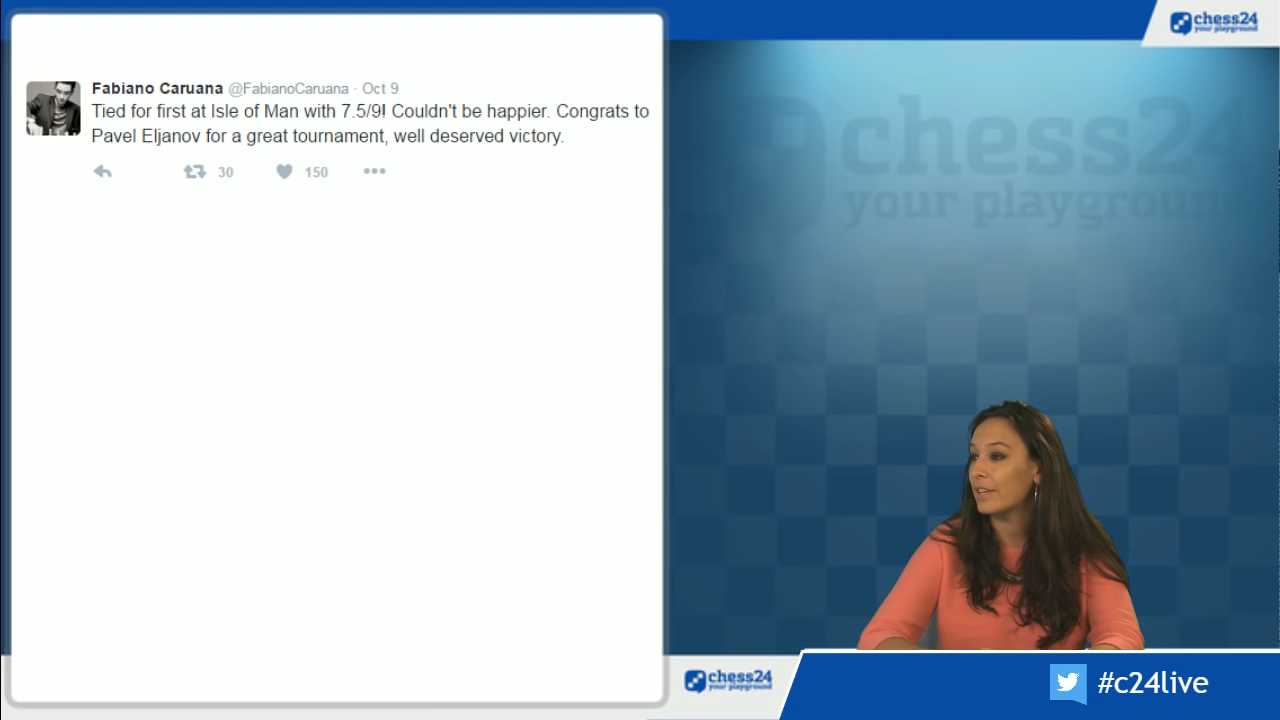 Fabiano Caruana @FabianoCaruana · Oct 9
Tied for first at Isle of Man with 7.5/9! Couldn't be happier. Congrats to
Pavel Eljanov for a great tournament, well deserved victory.
30 150
chess24
your playground
chess24
your playground
chess24
your playground
#c24live